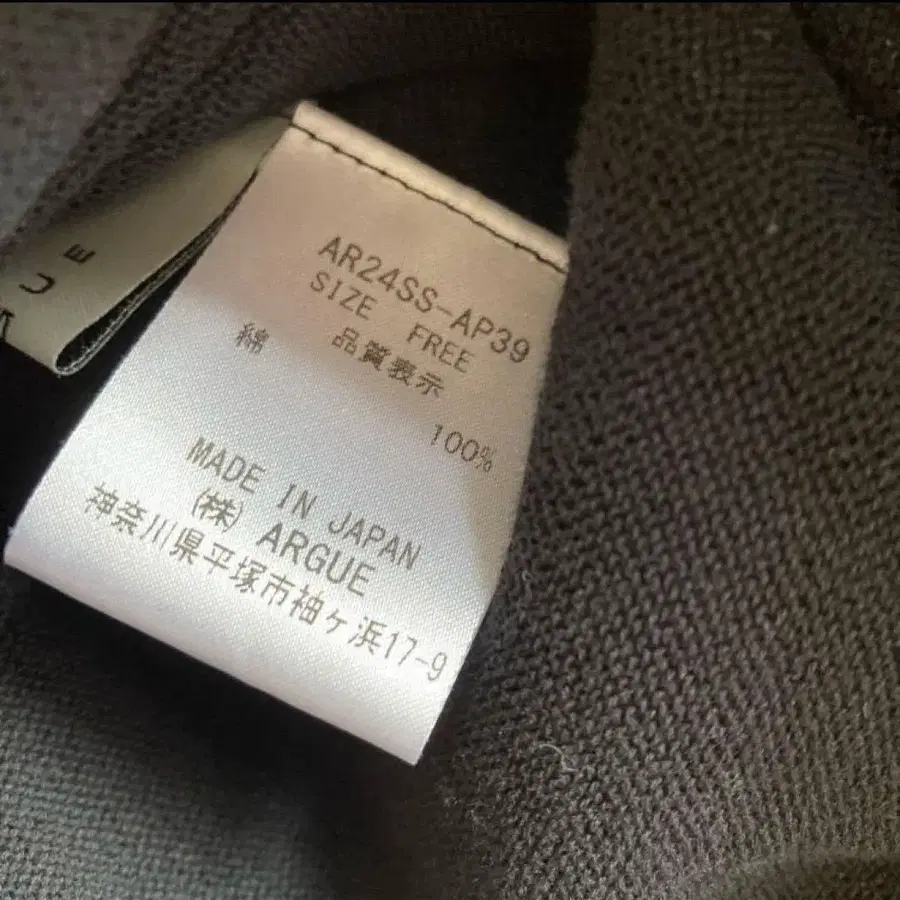 AR24SS-AP39
SIZE FREE
品質表示
綿 100%
MADE IN JAPAN
(株) ARGUE
神奈川県平塚市袖ヶ浜17-9
UE